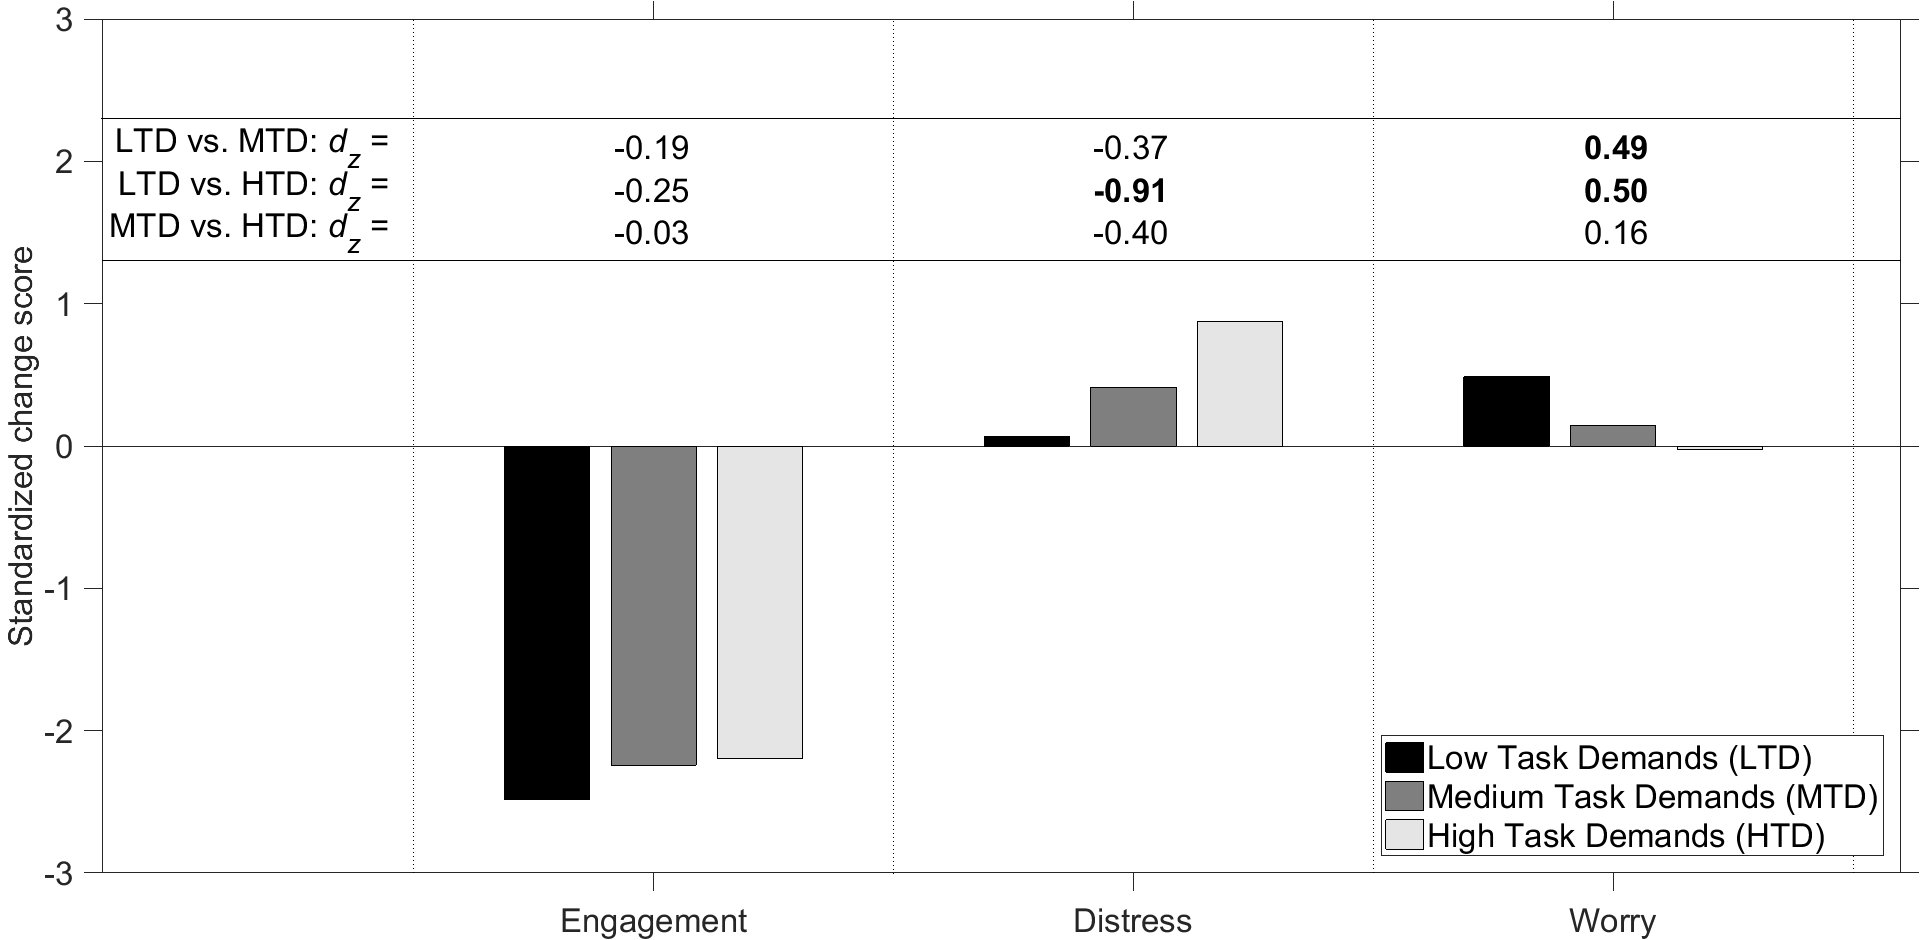 3
LTD vs. MTD: dz = -0.19 -0.37 0.49
2
LTD vs. HTD: dz = -0.25 -0.91 0.50
MTD vs. HTD: dz = -0.03 -0.40 0.16
1
0
-1
-2
-3
Standardized change score
Low Task Demands (LTD)
Medium Task Demands (MTD)
High Task Demands (HTD)
Engagement Distress Worry